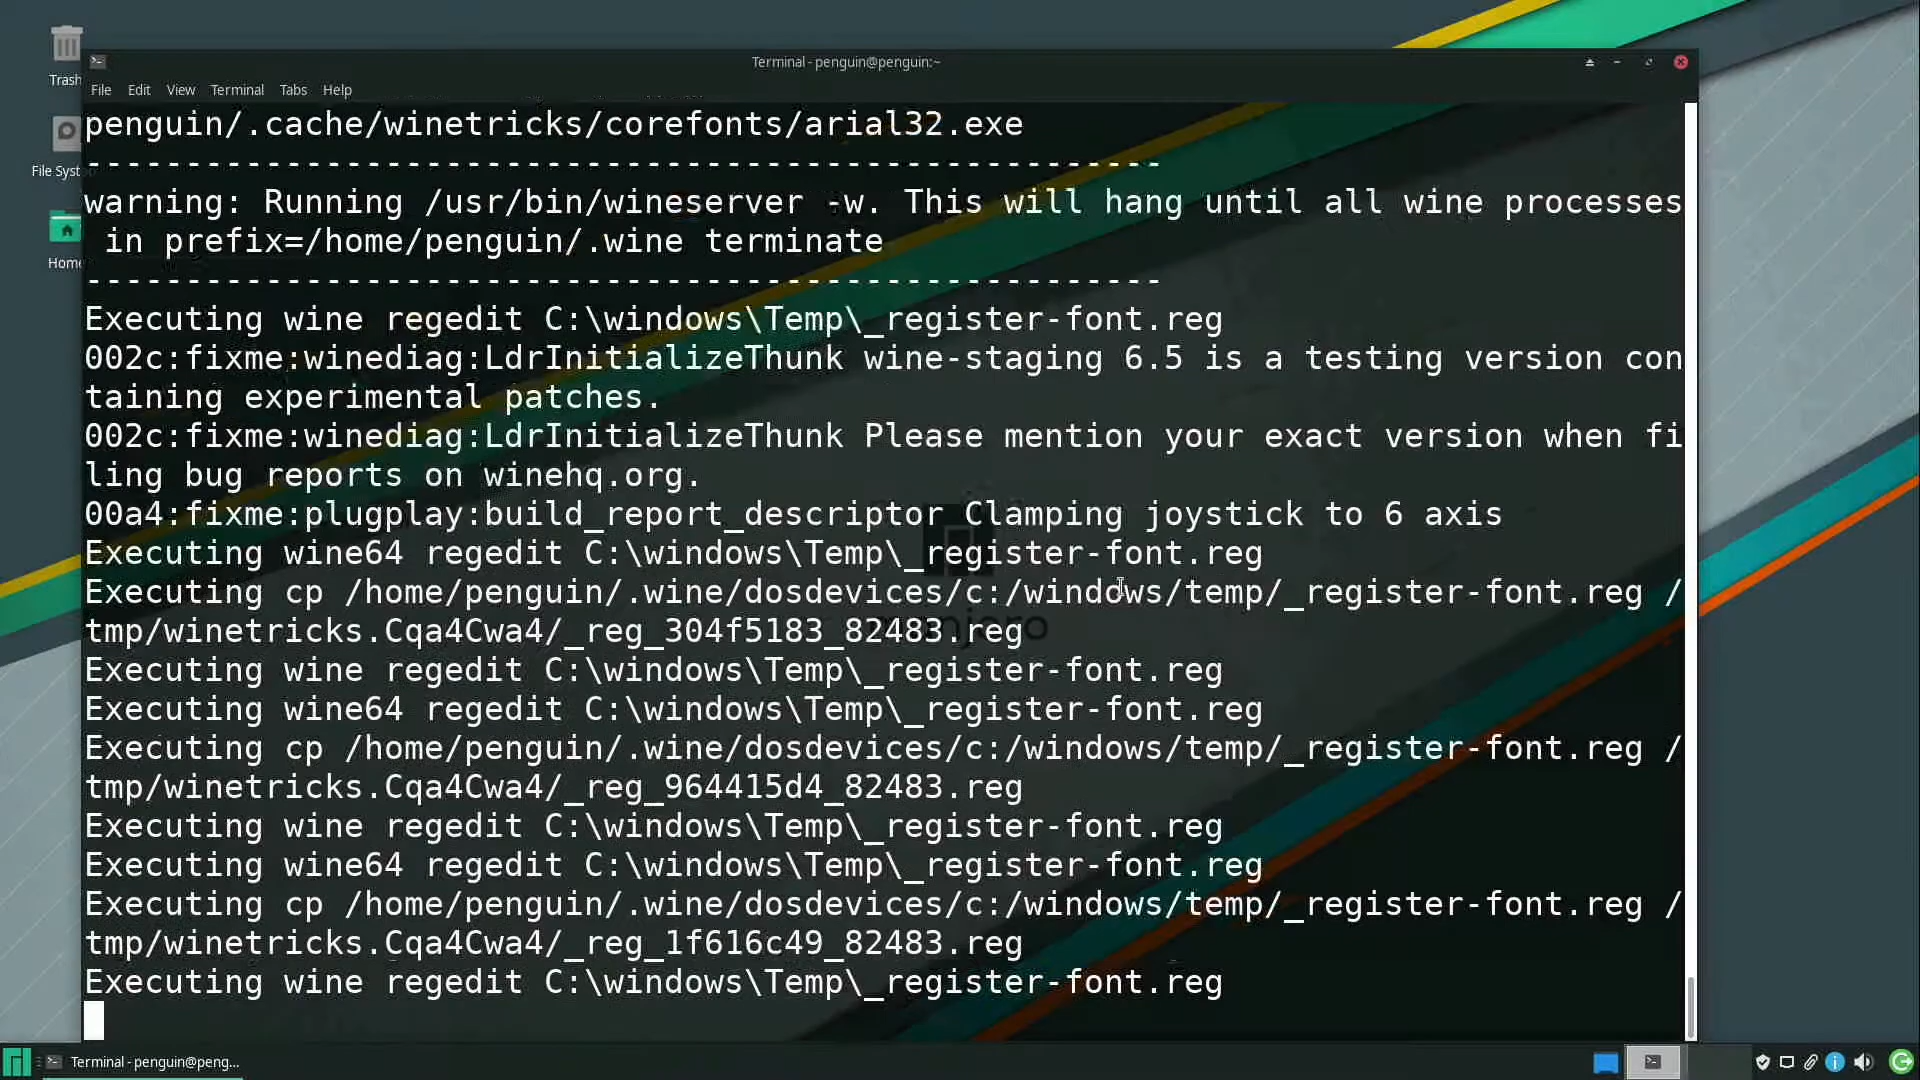 Trash
File Syst
Home
Terminal - penguin@penguin:~
File Edit View Terminal Tabs Help
penguin/.cache/winetricks/corefonts/arial32.exe
------------------------------------------------------
warning: Running /usr/bin/wineserver -w. This will hang until all wine processes
in prefix=/home/penguin/.wine terminate
------------------------------------------------------
Executing wine regedit C:\windows\Temp\_register-font.reg
002c:fixme:winediag:LdrInitializeThunk wine-staging 6.5 is a testing version con
taining experimental patches.
002c:fixme:winediag:LdrInitializeThunk Please mention your exact version when fi
ling bug reports on winehq.org.
00a4:fixme:plugplay:build_report_descriptor Clamping joystick to 6 axis
Executing wine64 regedit C:\windows\Temp\_register-font.reg
Executing cp /home/penguin/.wine/dosdevices/c:/windows/temp/_register-font.reg /
tmp/winetricks.Cqa4Cwa4/_reg_304f5183_82483.reg
Executing wine regedit C:\windows\Temp\_register-font.reg
Executing wine64 regedit C:\windows\Temp\_register-font.reg
Executing cp /home/penguin/.wine/dosdevices/c:/windows/temp/_register-font.reg /
tmp/winetricks.Cqa4Cwa4/_reg_964415d4_82483.reg
Executing wine regedit C:\windows\Temp\_register-font.reg
Executing wine64 regedit C:\windows\Temp\_register-font.reg
Executing cp /home/penguin/.wine/dosdevices/c:/windows/temp/_register-font.reg /
tmp/winetricks.Cqa4Cwa4/_reg_1f616c49_82483.reg
Executing wine regedit C:\windows\Temp\_register-font.reg
Terminal - penguin@peng...